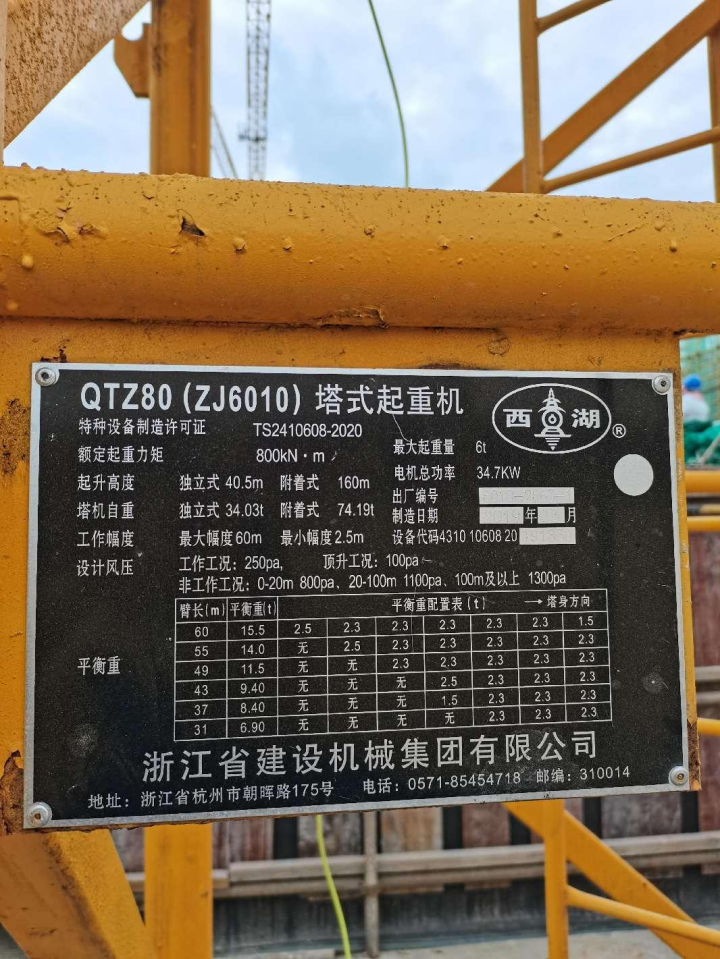 QTZ80 (ZJ6010) 塔式起重机
西湖®
特种设备制造许可证 TS2410608-2020
额定起重力矩 800kN·m
最大起重量 6t
起升高度 独立式 40.5m 附着式 160m
电机总功率 34.7KW
塔机自重 独立式 34.03t 附着式 74.19t
出厂编号
制造日期 年 月
工作幅度 最大幅度60m 最小幅度2.5m
设备代码4310 10608 20
设计风压 工作工况：250pa, 顶升工况：100pa
非工作工况：0-20m 800pa, 20-100m 1100pa, 100m及以上 1300pa
平衡重
臂长(m) 平衡重(t) 平衡重配置表(t) →塔身方向
60 15.5 2.5 2.3 2.3 2.3 2.3 2.3 1.5
55 14.0 无 2.5 2.3 2.3 2.3 2.3 2.3
49 11.5 无 无 2.3 2.3 2.3 2.3 2.3
43 9.40 无 无 无 2.5 2.3 2.3 2.3
37 8.40 无 无 无 1.5 2.3 2.3 2.3
31 6.90 无 无 无 无 2.3 2.3 2.3
浙江省建设机械集团有限公司
地址：浙江省杭州市朝晖路175号 电话：0571-85454718 邮编：310014